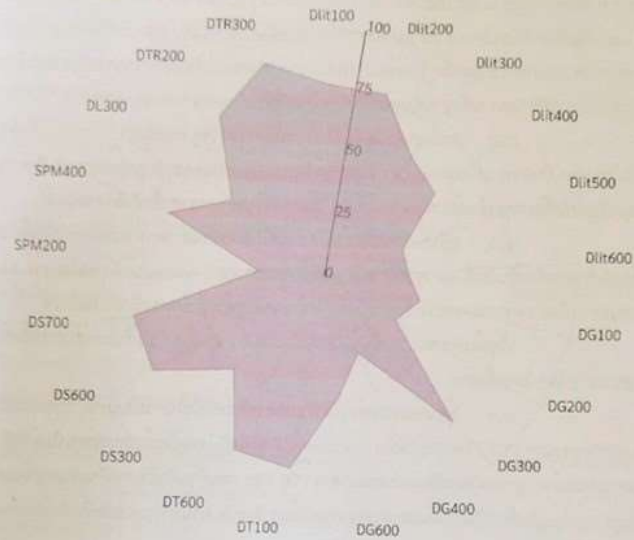 Dlit100
Dlit200
Dlit300
Dlit400
Dlit500
Dlit600
DG100
DG200
DG300
DG400
DG600
DT100
DT600
DS300
DS600
DS700
SPM200
SPM400
DL300
DTR200
DTR300
100
75
50
25
0